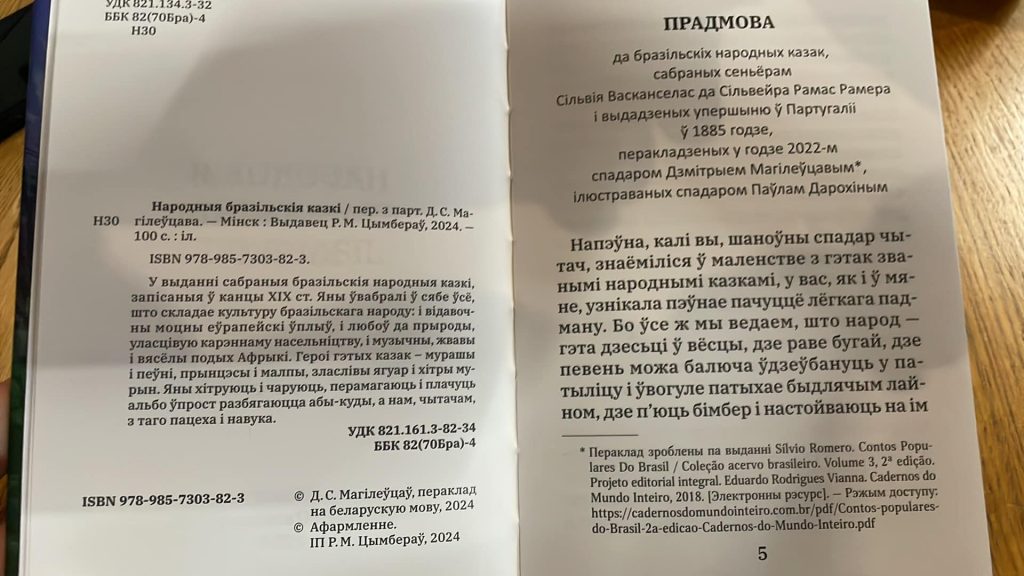 УДК 821.134.3-32
ББК 82(70Бра)-4
Н30
Народныя бразільскія казкі / пер. з парт. Д. С. Ма-
Н30 гілеўцава. — Мінск : Выдавец Р. М. Цымбераў, 2024. —
100 с. : іл.
ISBN 978-985-7303-82-3.
У выданні сабраныя бразільскія народныя казкі,
запісаныя ў канцы XIX ст. Яны ўвабралі ў сябе ўсё,
што складае культуру бразільскага народу: і відавоч-
ны моцны еўрапейскі ўплыў, і любоў да прыроды,
уласцівую карэннаму насельніцтву, і музычны, жвавы
і вясёлы подых Афрыкі. Героі гэтых казак – мурашы
і пеўні, прынцэсы і малпы, зласлівы ягуар і хітры му-
рын. Яны хітруюць і чаруюць, перамагаюць і плачуць
альбо ўпрост разбягаюцца абы-куды, а нам, чытачам,
з таго пацеха і навука.
УДК 821.161.3-82-34
ББК 82(70Бра)-4
ISBN 978-985-7303-82-3
© Д. С. Магілеўцаў, пераклад
на беларускую мову, 2024
© Афармленне.
ІП Р. М. Цымбераў, 2024
ПРАДМОВА
да бразільскіх народных казак,
сабраных сеньёрам
Сільвія Васканселас да Сільвейра Рамас Рамера
і выдадзеных упершыню ў Партугаліі
ў 1885 годзе,
перакладзеных у годзе 2022-м
спадаром Дзмітрыем Магілеўцавым*,
ілюстраваных спадаром Паўлам Дарохіным
Напэўна, калі вы, шаноўны спадар чы-
тач, знаёміліся ў маленстве з гэтак зва-
нымі народнымі казкамі, у вас, як і ў мя-
не, узнікала пэўнае пачуццё лёгкага пад-
ману. Бо ўсе ж мы ведаем, што народ —
гэта дзесьці ў вёсцы, дзе раве бугай, дзе
певень можа балюча ўдзеўбануць у па-
тыліцу і ўвогуле патыхае быдлячым лай-
ном, дзе п'юць бімбер і настойваюць на ім
* Пераклад зроблены па выданні Sílvio Romero. Contos Popu-
lares Do Brasil / Coleção acervo brasileiro. Volume 3, 2ª edição.
Projeto editorial integral. Eduardo Rodrigues Vianna. Cadernos do
Mundo Inteiro, 2018. [Электронны рэсурс]. — Рэжым доступу:
https://cadernosdomundointeiro.com.br/pdf/Contos-populares-
do-Brasil-2a-edicao-Cadernos-do-Mundo-Inteiro.pdf
5